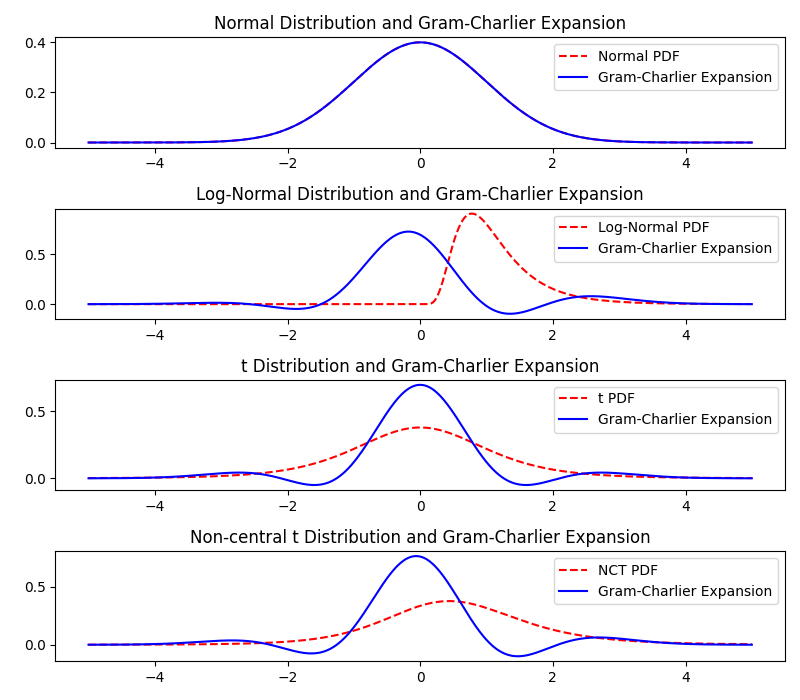 Normal Distribution and Gram-Charlier Expansion
0.4
0.2
0.0
Normal PDF
Gram-Charlier Expansion
−4 −2 0 2 4
Log-Normal Distribution and Gram-Charlier Expansion
0.5
0.0
Log-Normal PDF
Gram-Charlier Expansion
−4 −2 0 2 4
t Distribution and Gram-Charlier Expansion
0.5
0.0
t PDF
Gram-Charlier Expansion
−4 −2 0 2 4
Non-central t Distribution and Gram-Charlier Expansion
0.5
0.0
NCT PDF
Gram-Charlier Expansion
−4 −2 0 2 4